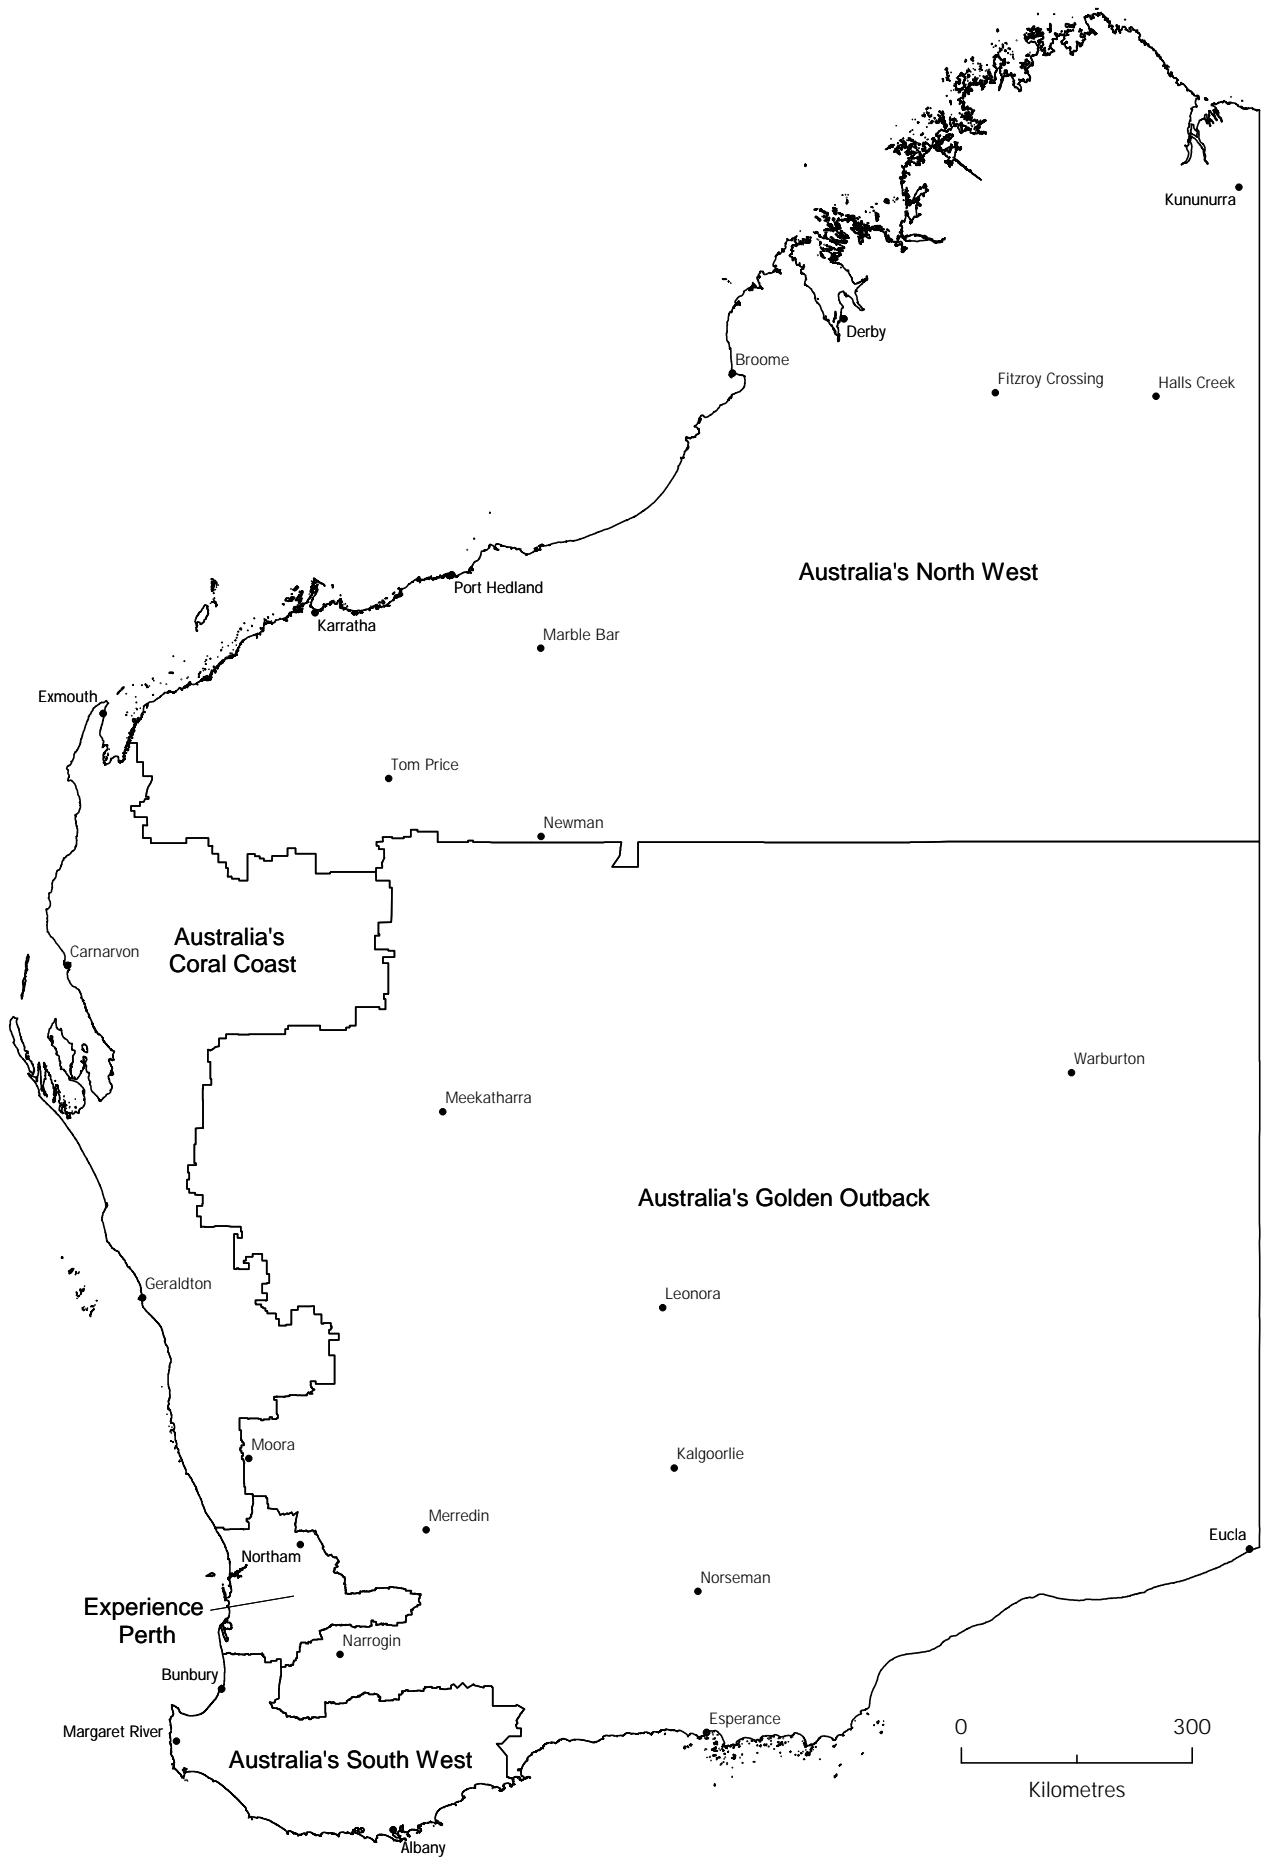 Kununurra
Derby
Broome
Fitzroy Crossing
Halls Creek
Australia's North West
Port Hedland
Karratha
Marble Bar
Exmouth
Tom Price
Newman
Australia's
Coral Coast
Carnarvon
Warburton
Meekatharra
Australia's Golden Outback
Geraldton
Leonora
Moora
Kalgoorlie
Merredin
Eucla
Northam
Norseman
Experience
Perth
Narrogin
Bunbury
Esperance
Margaret River
0 300
Australia's South West
Kilometres
Albany